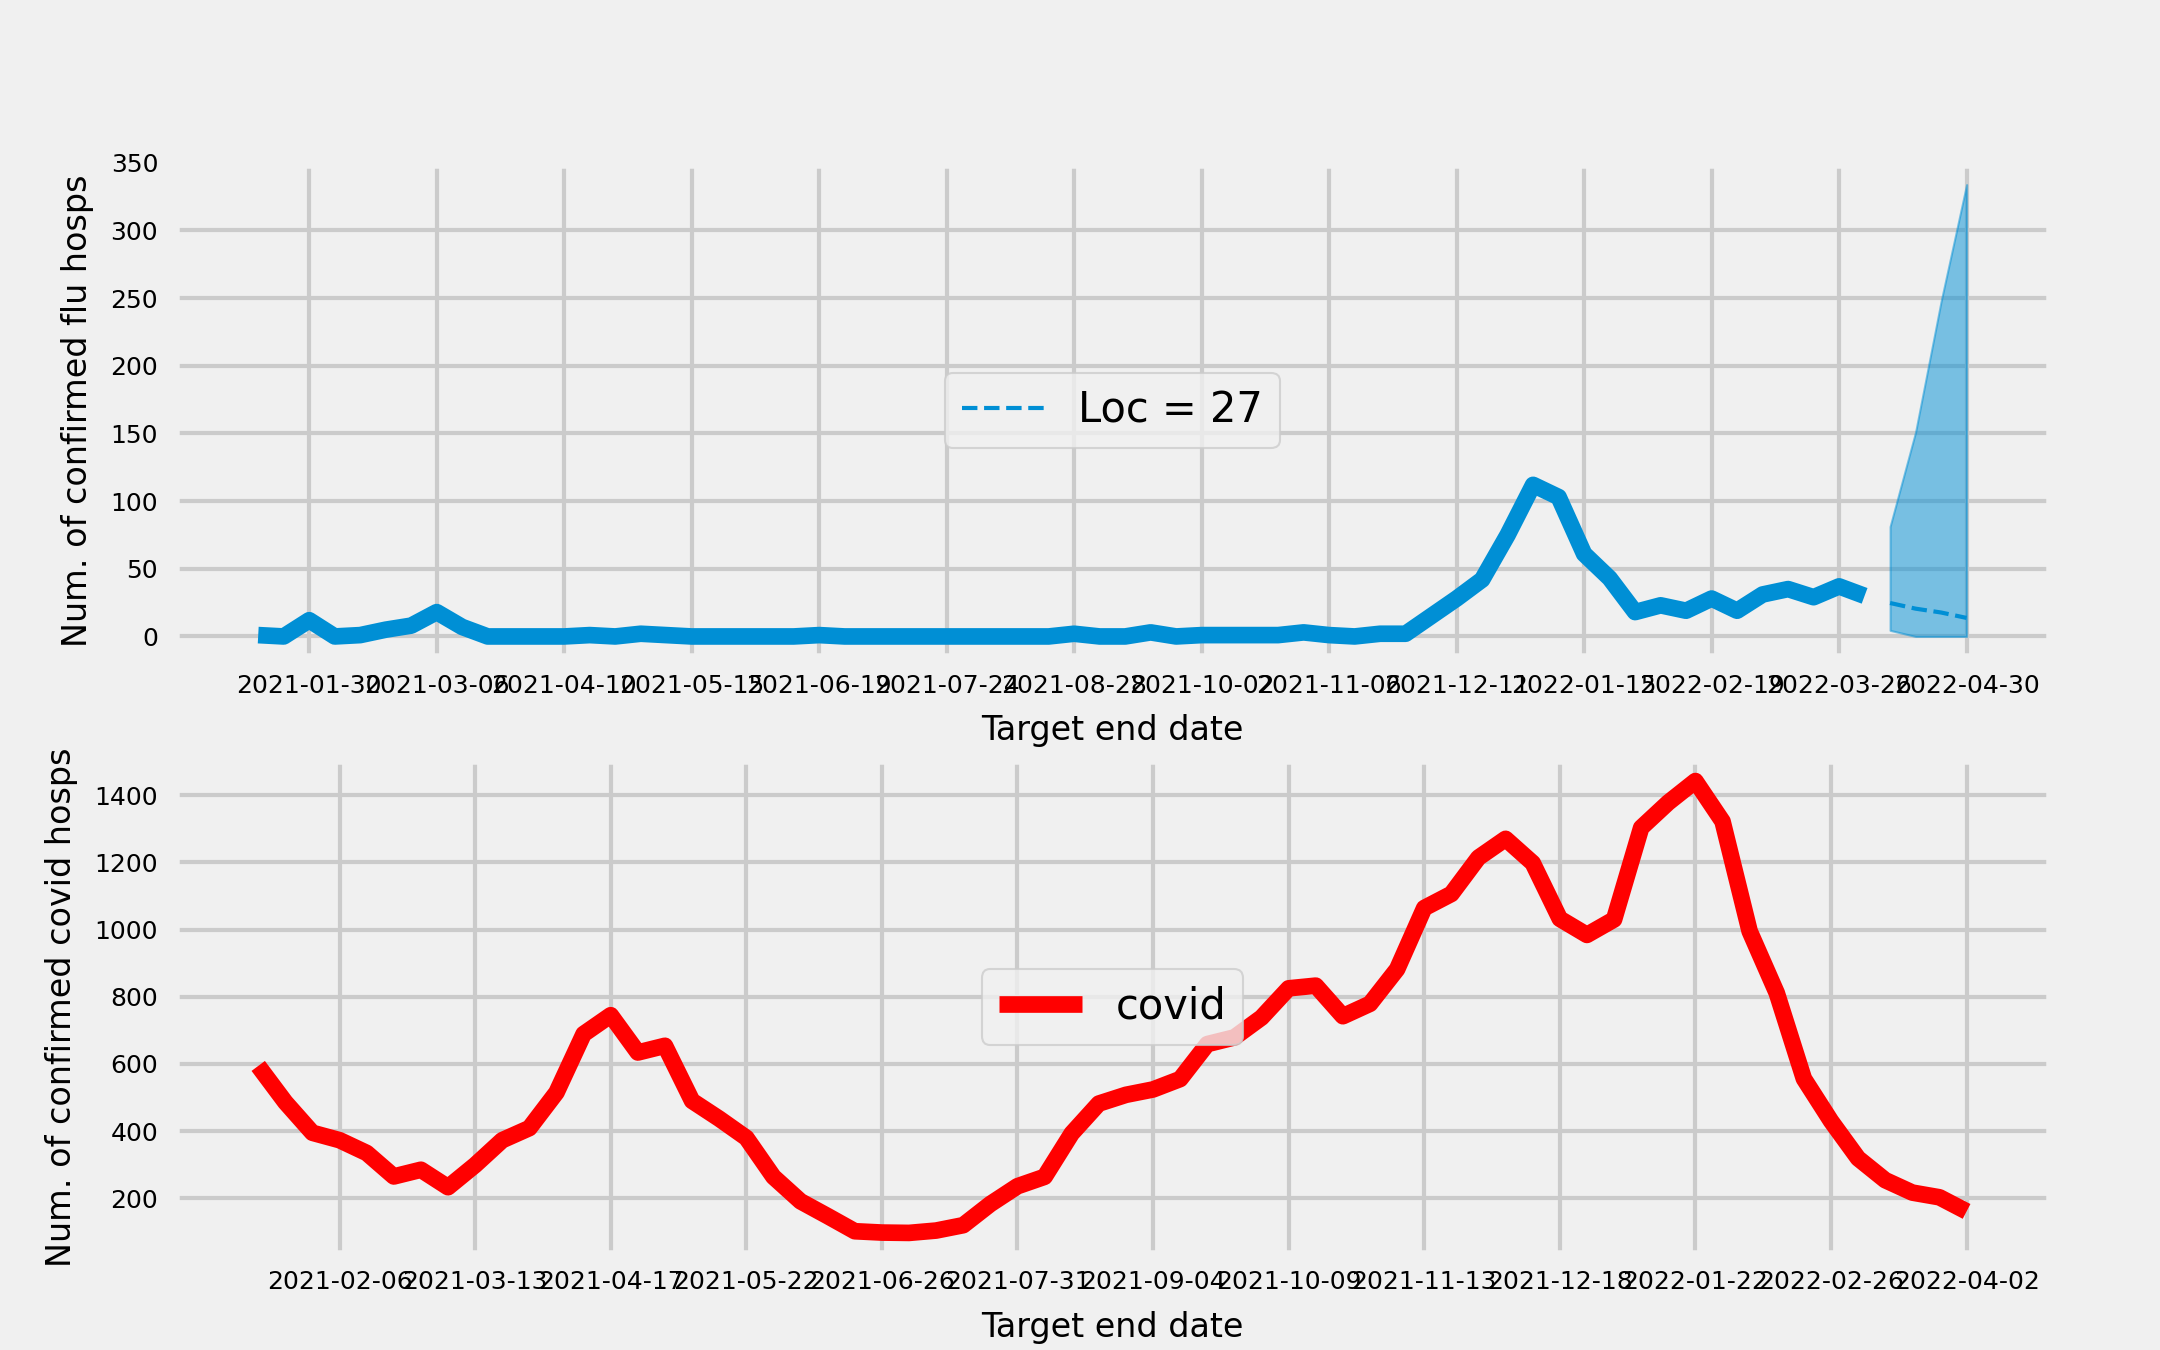 350
300
250
200
150
100
50
0
Num. of confirmed flu hosps
Loc = 27
2021-01-30 2021-03-06 2021-04-10 2021-05-15 2021-06-19 2021-07-24 2021-08-28 2021-10-02 2021-11-06 2021-12-11 2022-01-15 2022-02-19 2022-03-26 2022-04-30
Target end date
1400
1200
1000
800
600
400
200
Num. of confirmed covid hosps
covid
2021-02-06 2021-03-13 2021-04-17 2021-05-22 2021-06-26 2021-07-31 2021-09-04 2021-10-09 2021-11-13 2021-12-18 2022-01-22 2022-02-26 2022-04-02
Target end date